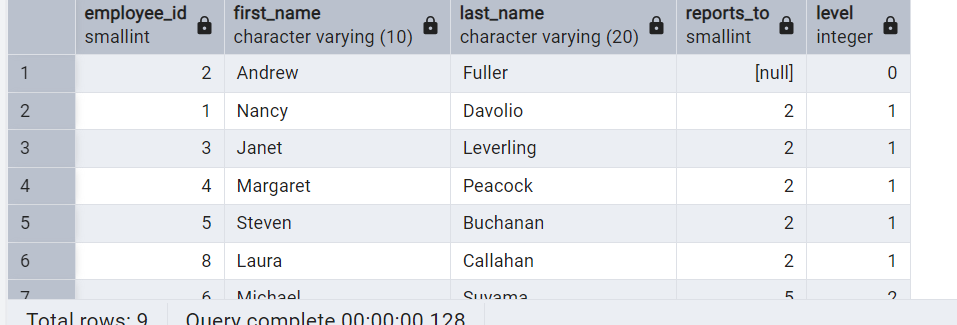 employee_id first_name last_name reports_to level
smallint character varying (10) character varying (20) smallint integer
1 2 Andrew Fuller [null] 0
2 1 Nancy Davolio 2 1
3 3 Janet Leverling 2 1
4 4 Margaret Peacock 2 1
5 5 Steven Buchanan 2 1
6 8 Laura Callahan 2 1
7 6 Michael Suyama 5 2
Total rows: 9 Query complete 00:00:00.128